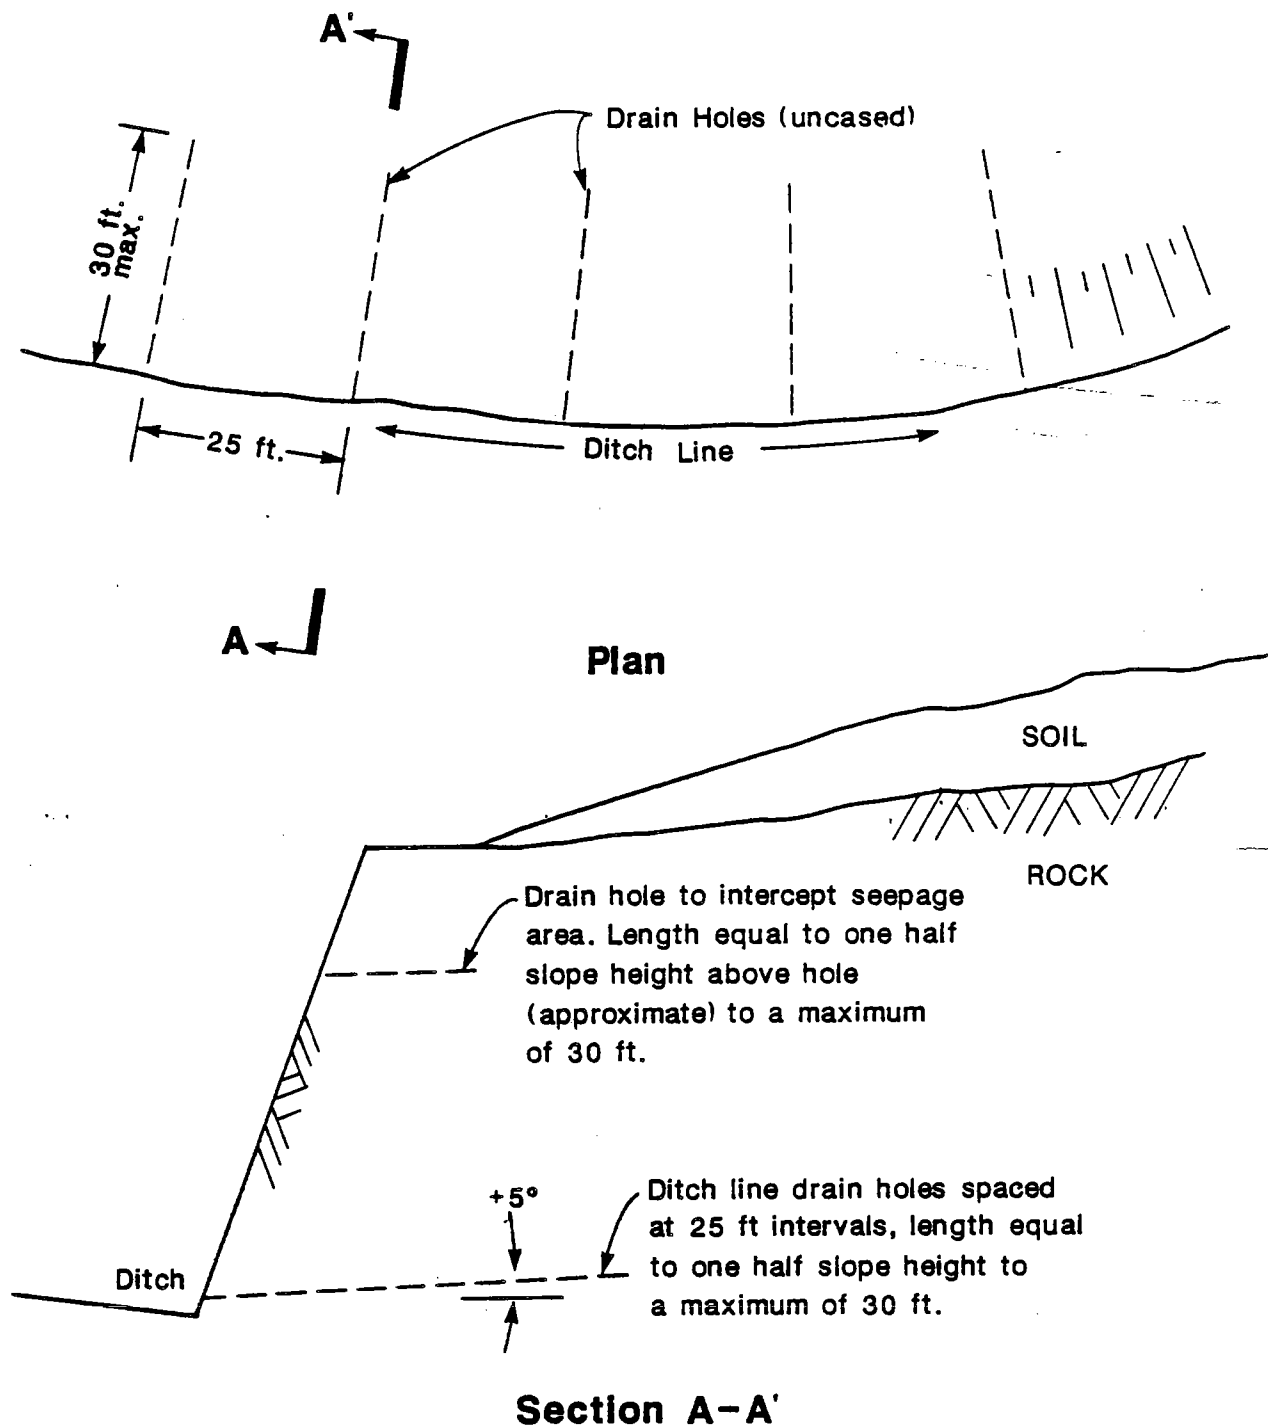 A'
Drain Holes (uncased)
30 ft.
max.
25 ft.
Ditch Line
A
Plan
SOIL
ROCK
Drain hole to intercept seepage
area. Length equal to one half
slope height above hole
(approximate) to a maximum
of 30 ft.
+5°
Ditch line drain holes spaced
at 25 ft intervals, length equal
to one half slope height to
a maximum of 30 ft.
Ditch
Section A-A'